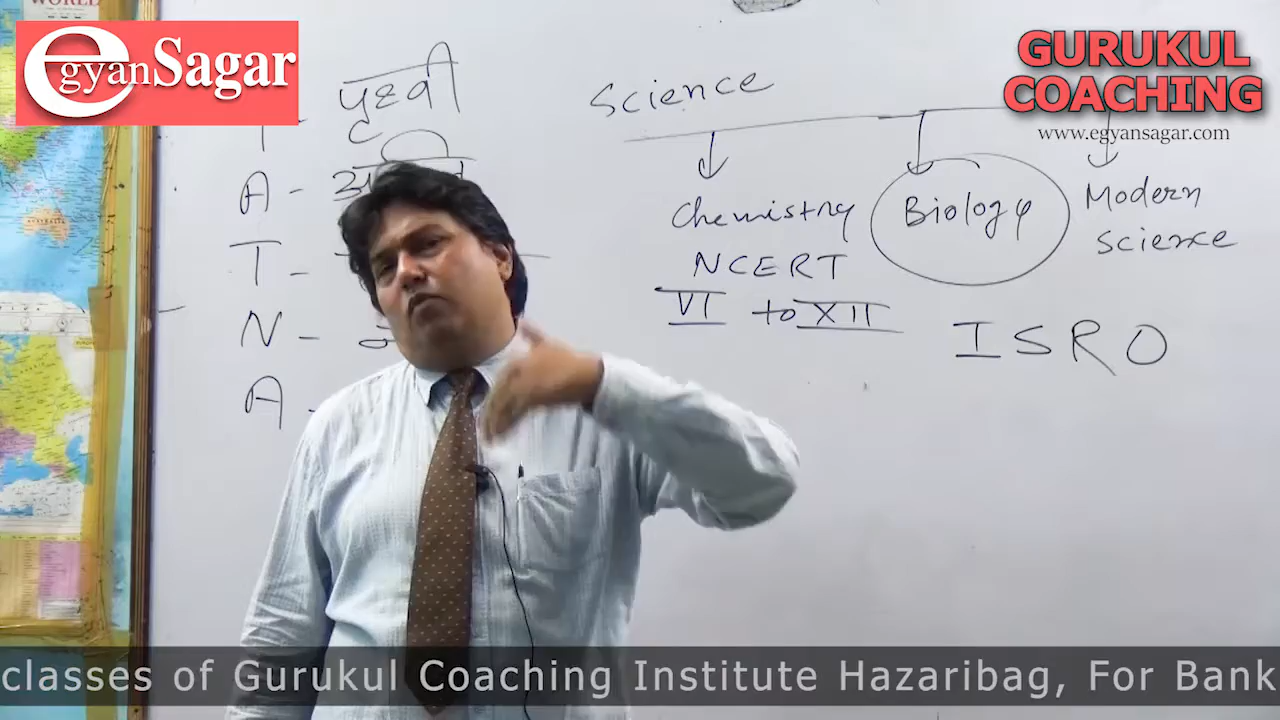 WORLD
egyanSagar
GURUKUL
COACHING
www.egyansagar.com
पृथ्वी
A -
T -
N -
A -
Science
Chemistry
NCERT
VI to XII
Biology
Modern
science
ISRO
classes of Gurukul Coaching Institute Hazaribag, For Bank